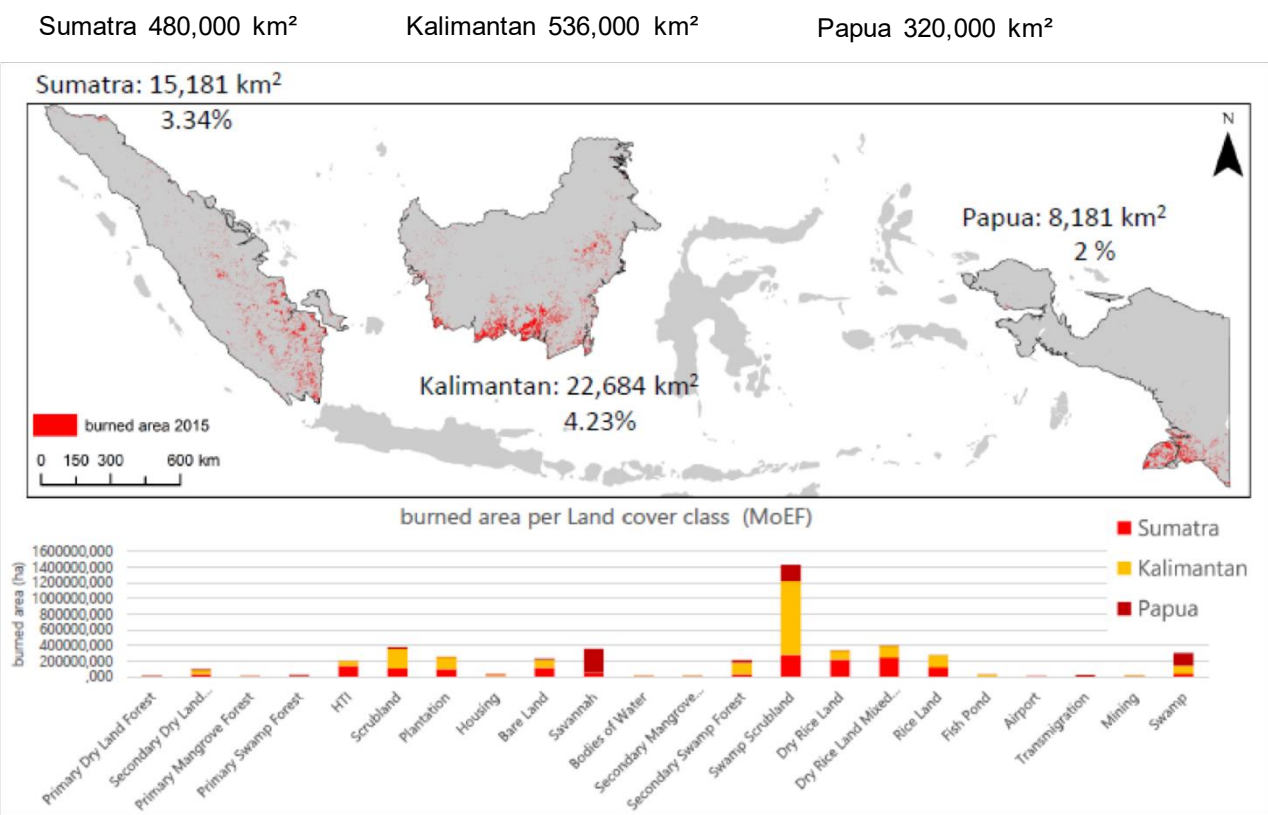 Sumatra 480,000 km² Kalimantan 536,000 km² Papua 320,000 km²
Sumatra: 15,181 km²
3.34%
N
Papua: 8,181 km²
2 %
Kalimantan: 22,684 km²
4.23%
burned area 2015
0 150 300 600 km
burned area per Land cover class (MoEF)
Sumatra
Kalimantan
Papua
burned area (ha)
1600000,000
1400000,000
1200000,000
1000000,000
800000,000
600000,000
400000,000
200000,000
,000
Primary Dry Land Forest
Secondary Dry Land...
Primary Mangrove Forest
Primary Swamp Forest
HTI
Scrubland
Plantation
Housing
Bare Land
Savannah
Bodies of Water
Secondary Mangrove...
Secondary Swamp Forest
Swamp Scrubland
Dry Rice Land
Dry Rice Land Mixed...
Rice Land
Fish Pond
Airport
Transmigration
Mining
Swamp